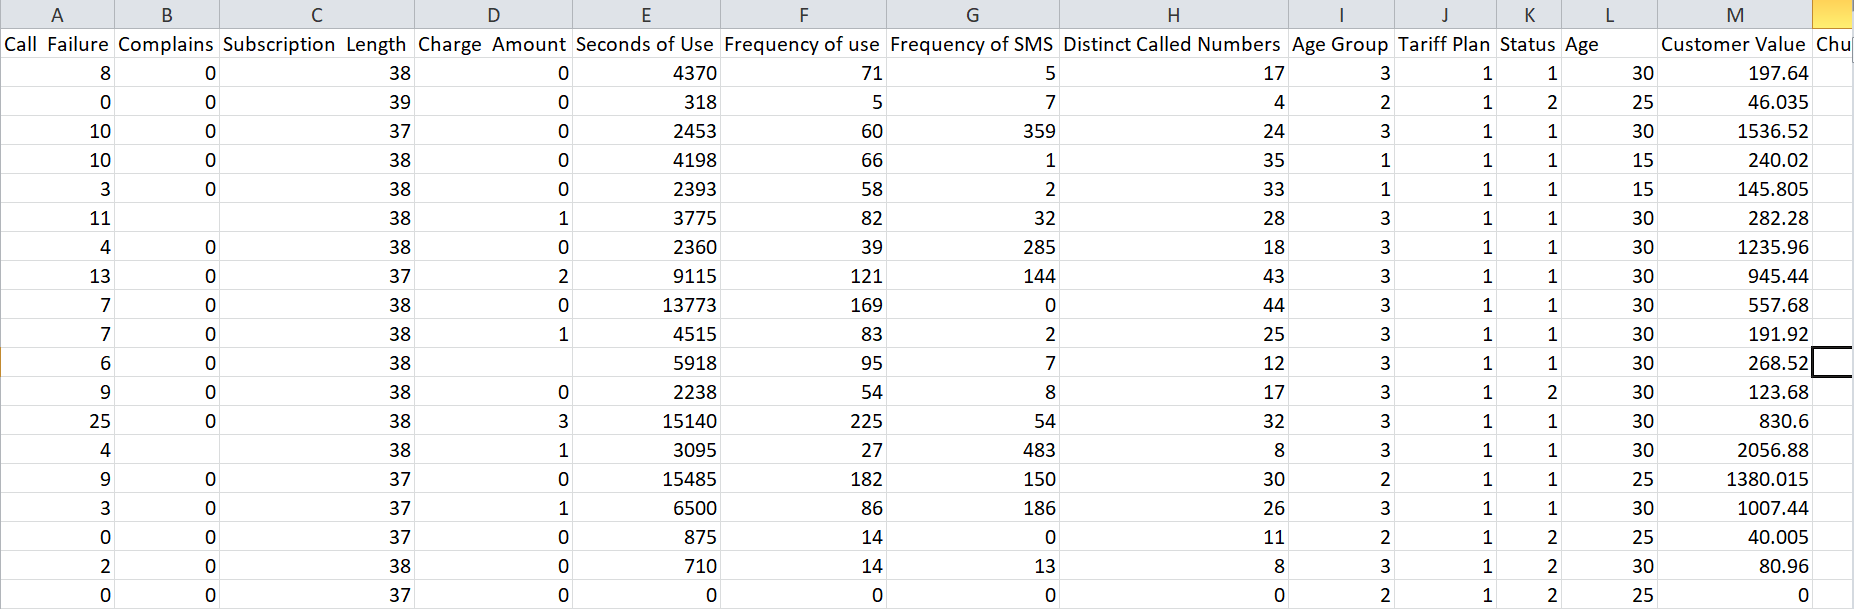 A B C D E F G H I J K L M
Call  Failure Complains Subscription  Length Charge  Amount Seconds of Use Frequency of use Frequency of SMS Distinct Called Numbers Age Group Tariff Plan Status Age Customer Value Chu
8 0 38 0 4370 71 5 17 3 1 1 30 197.64
0 0 39 0 318 5 7 4 2 1 2 25 46.035
10 0 37 0 2453 60 359 24 3 1 1 30 1536.52
10 0 38 0 4198 66 1 35 1 1 1 15 240.02
3 0 38 0 2393 58 2 33 1 1 1 15 145.805
11 38 1 3775 82 32 28 3 1 1 30 282.28
4 0 38 0 2360 39 285 18 3 1 1 30 1235.96
13 0 37 2 9115 121 144 43 3 1 1 30 945.44
7 0 38 0 13773 169 0 44 3 1 1 30 557.68
7 0 38 1 4515 83 2 25 3 1 1 30 191.92
6 0 38 5918 95 7 12 3 1 1 30 268.52
9 0 38 0 2238 54 8 17 3 1 2 30 123.68
25 0 38 3 15140 225 54 32 3 1 1 30 830.6
4 38 1 3095 27 483 8 3 1 1 30 2056.88
9 0 37 0 15485 182 150 30 2 1 1 25 1380.015
3 0 37 1 6500 86 186 26 3 1 1 30 1007.44
0 0 37 0 875 14 0 11 2 1 2 25 40.005
2 0 38 0 710 14 13 8 3 1 2 30 80.96
0 0 37 0 0 0 0 0 2 1 2 25 0